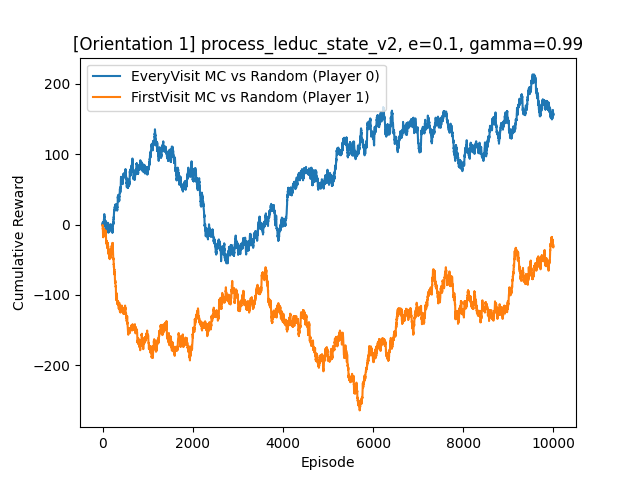 [Orientation 1] process_leduc_state_v2, e=0.1, gamma=0.99
EveryVisit MC vs Random (Player 0)
FirstVisit MC vs Random (Player 1)
200
100
0
−100
−200
Cumulative Reward
0 2000 4000 6000 8000 10000
Episode